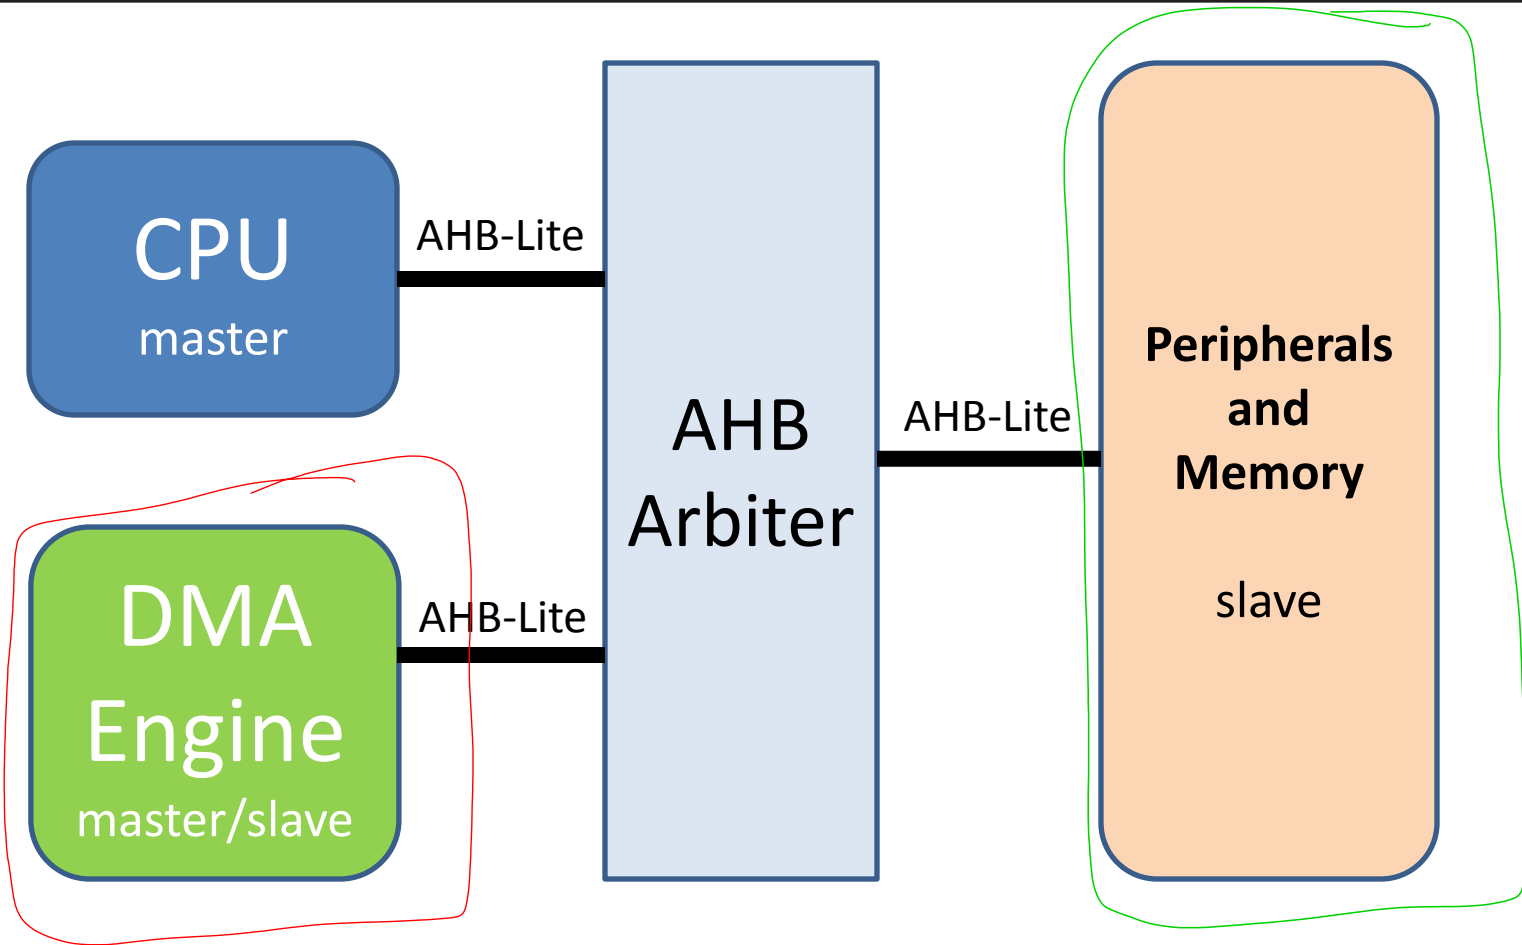 CPU
master
AHB-Lite
DMA
Engine
master/slave
AHB-Lite
AHB
Arbiter
AHB-Lite
Peripherals
and
Memory
slave